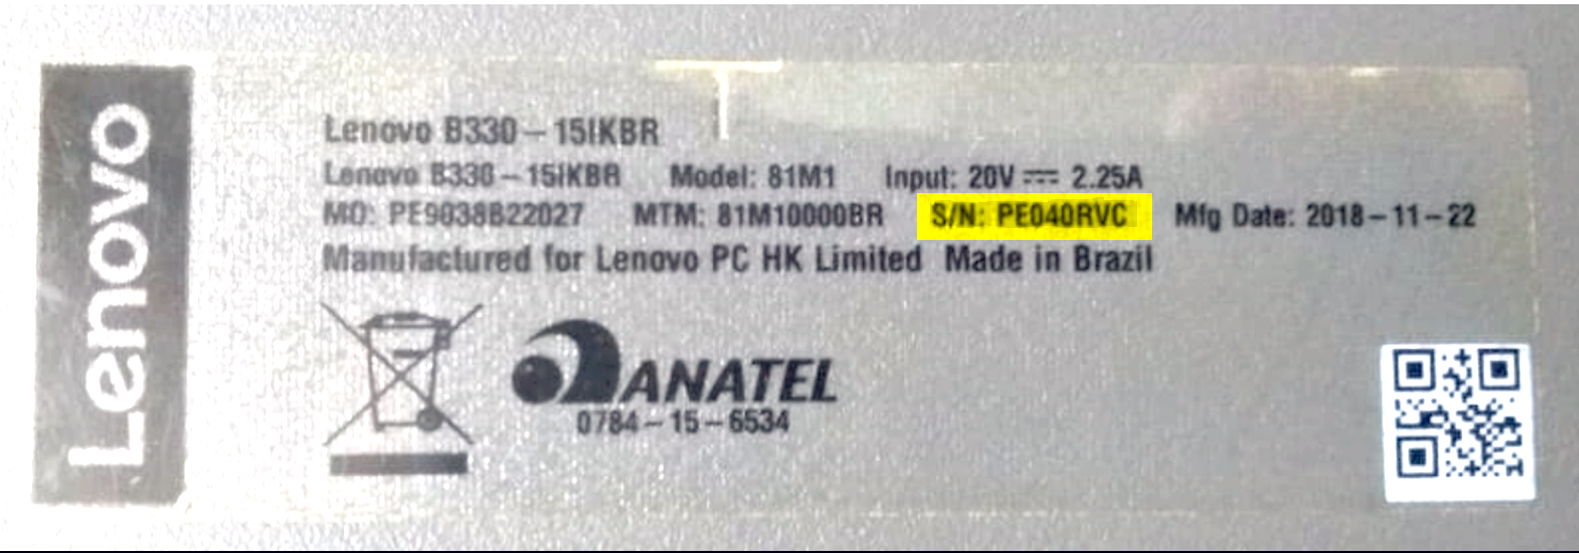 Lenovo
Lenovo B330-15IKBR
Lenovo B330-15IKBR Model: 81M1 Input: 20V ⎓ 2.25A
MO: PE9038B22027 MTM: 81M10000BR S/N: PE040RVC Mfg Date: 2018-11-22
Manufactured for Lenovo PC HK Limited Made in Brazil
ANATEL
0784-15-6534